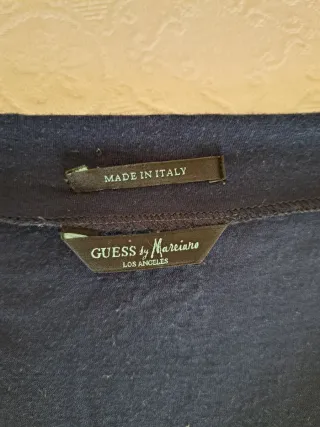 MADE IN ITALY
GUESS by Marciano
LOS ANGELES